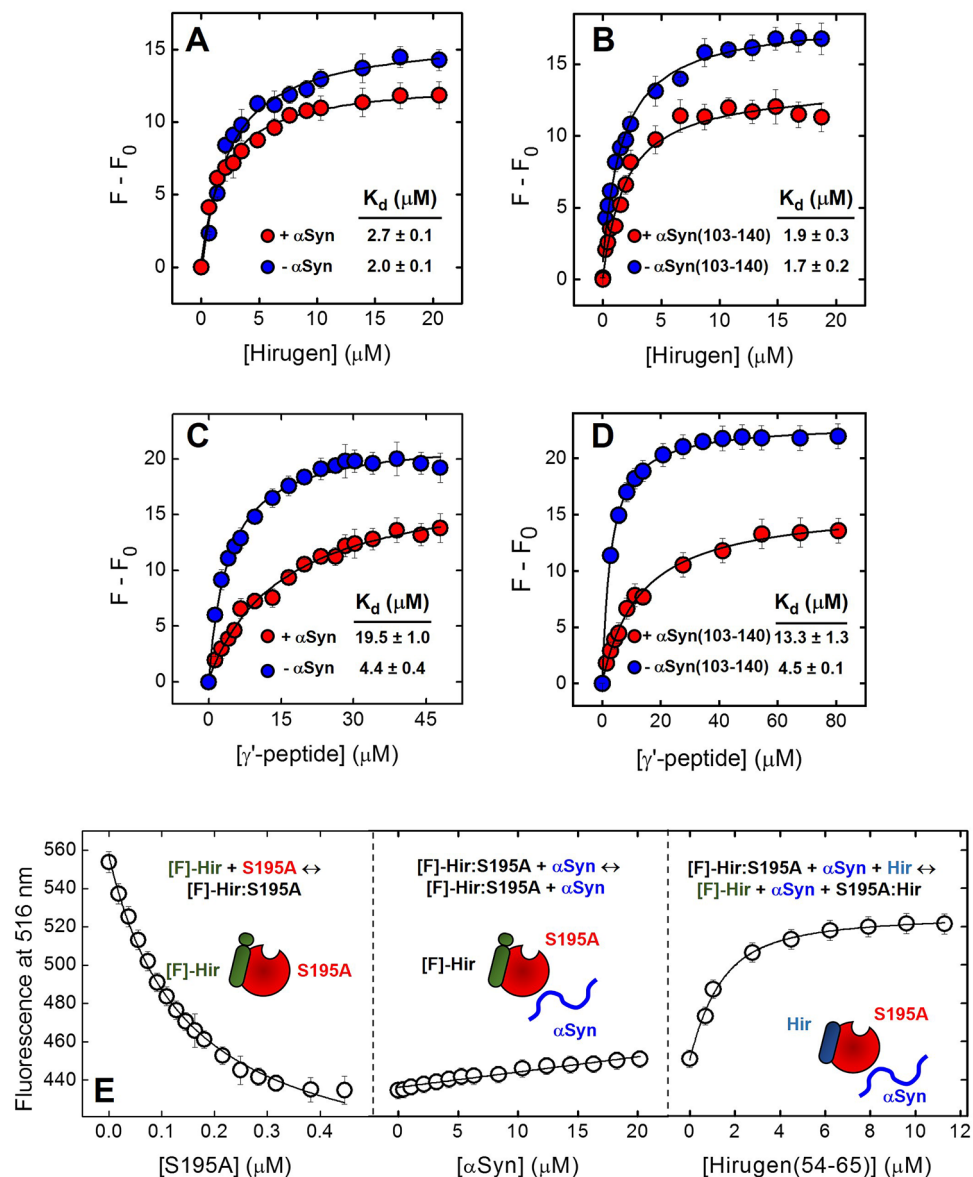 A
15
10
5
0
F - F0
Kd (μM)
+ αSyn 2.7 ± 0.1
- αSyn 2.0 ± 0.1
0 5 10 15 20
[Hirugen] (μM)
B
15
10
5
0
F - F0
Kd (μM)
+ αSyn(103-140) 1.9 ± 0.3
- αSyn(103-140) 1.7 ± 0.2
0 5 10 15 20
[Hirugen] (μM)
C
20
15
10
5
0
F - F0
Kd (μM)
+ αSyn 19.5 ± 1.0
- αSyn 4.4 ± 0.4
0 15 30 45
[γ'-peptide] (μM)
D
20
15
10
5
0
F - F0
Kd (μM)
+ αSyn(103-140) 13.3 ± 1.3
- αSyn(103-140) 4.5 ± 0.1
0 20 40 60 80
[γ'-peptide] (μM)
E
Fluorescence at 516 nm
560
540
520
500
480
460
440
[F]-Hir + S195A ↔
[F]-Hir:S195A
[F]-Hir
S195A
0.0 0.1 0.2 0.3 0.4
[S195A] (μM)
[F]-Hir:S195A + αSyn ↔
[F]-Hir:S195A + αSyn
S195A
[F]-Hir
αSyn
0 5 10 15 20
[αSyn] (μM)
[F]-Hir:S195A + αSyn + Hir ↔
[F]-Hir + αSyn + S195A:Hir
S195A
Hir
αSyn
0 2 4 6 8 10 12
[Hirugen(54-65)] (μM)